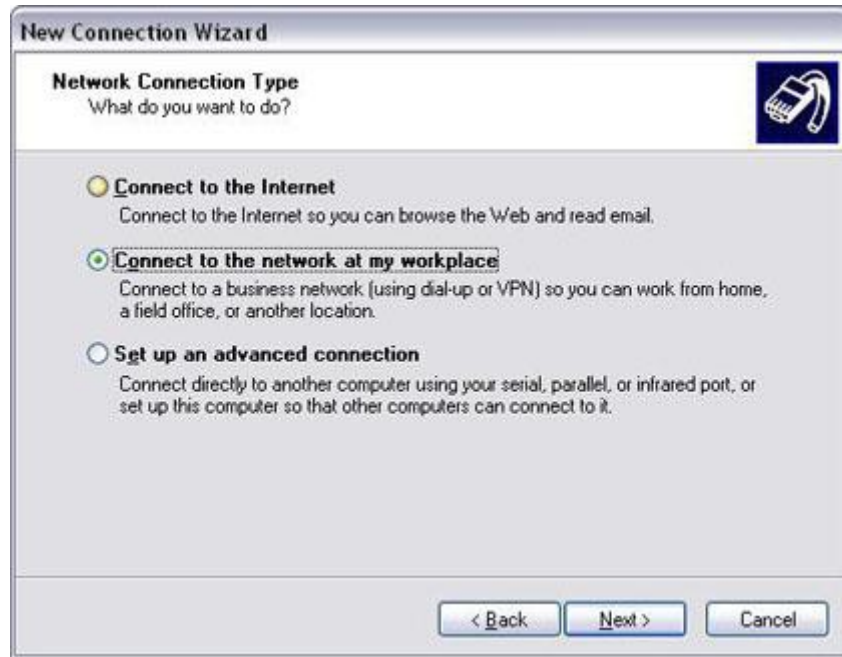 New Connection Wizard
Network Connection Type
What do you want to do?
Connect to the Internet
Connect to the Internet so you can browse the Web and read email.
Connect to the network at my workplace
Connect to a business network (using dial-up or VPN) so you can work from home,
a field office, or another location.
Set up an advanced connection
Connect directly to another computer using your serial, parallel, or infrared port, or
set up this computer so that other computers can connect to it.
< Back
Next >
Cancel